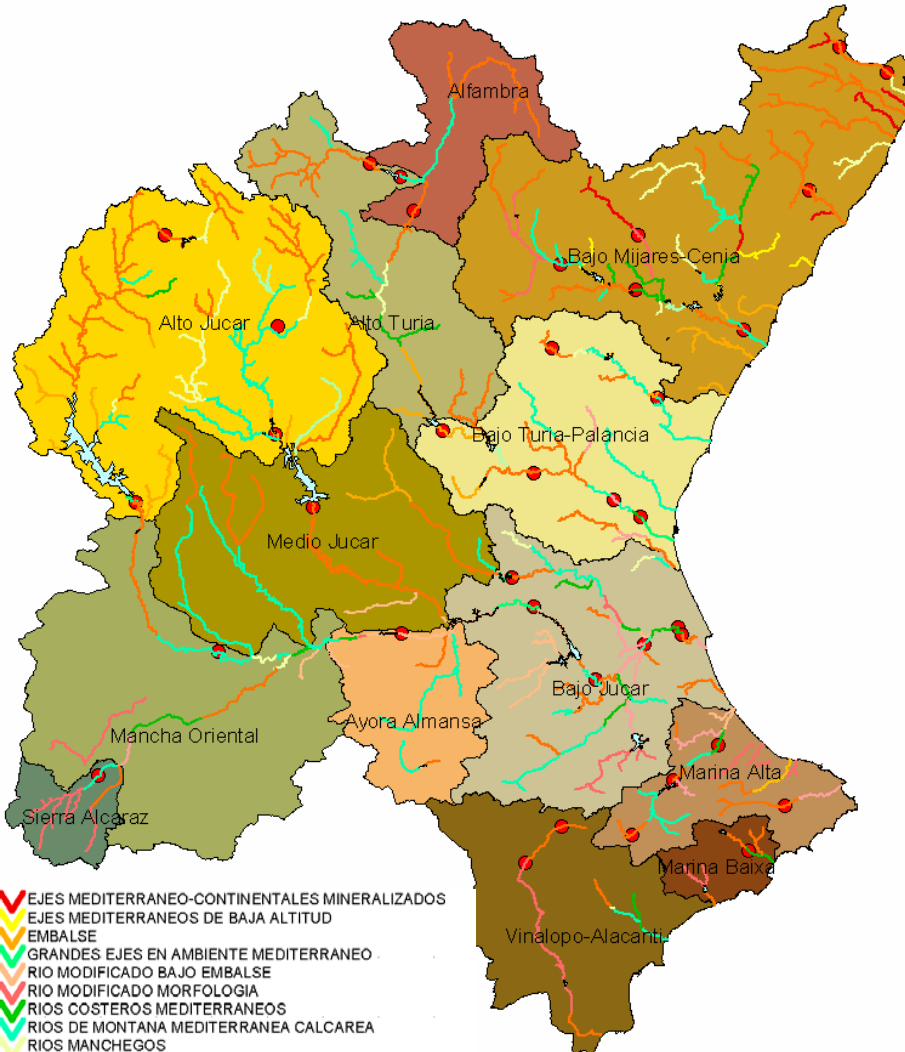 Alfambra
Bajo Mijares-Cenia
Alto Jucar
Alto Turia
Bajo Turia-Palancia
Medio Jucar
Bajo Jucar
Ayora Almansa
Mancha Oriental
Marina Alta
Sierra Alcaraz
Marina Baixa
Vinalopo-Alacanti
EJES MEDITERRANEO-CONTINENTALES MINERALIZADOS
EJES MEDITERRANEOS DE BAJA ALTITUD
EMBALSE
GRANDES EJES EN AMBIENTE MEDITERRANEO
RIO MODIFICADO BAJO EMBALSE
RIO MODIFICADO MORFOLOGIA
RIOS COSTEROS MEDITERRANEOS
RIOS DE MONTANA MEDITERRANEA CALCAREA
RIOS MANCHEGOS